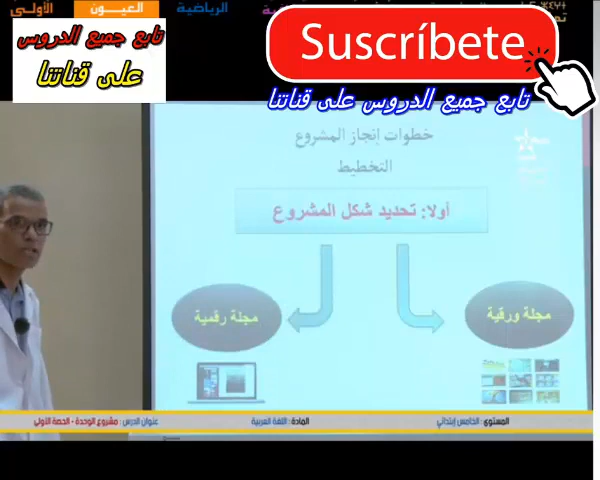 الرياضية
العيون
الأولى
تابع جميع الدروس
على قناتنا
Suscríbete
تابع جميع الدروس على قناتنا
خطوات إنجاز المشروع
التخطيط
أولا: تحديد شكل المشروع
مجلة ورقية
مجلة رقمية
المستوى: الخامس إبتدائي
المادة: اللغة العربية
عنوان الدرس: مشروع الوحدة - الحصة الأولى